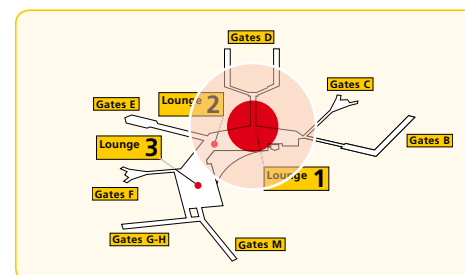 Gates D
Gates C
Lounge 2
Gates E
Gates B
Lounge 3
Lounge 1
Gates F
Gates G-H
Gates M